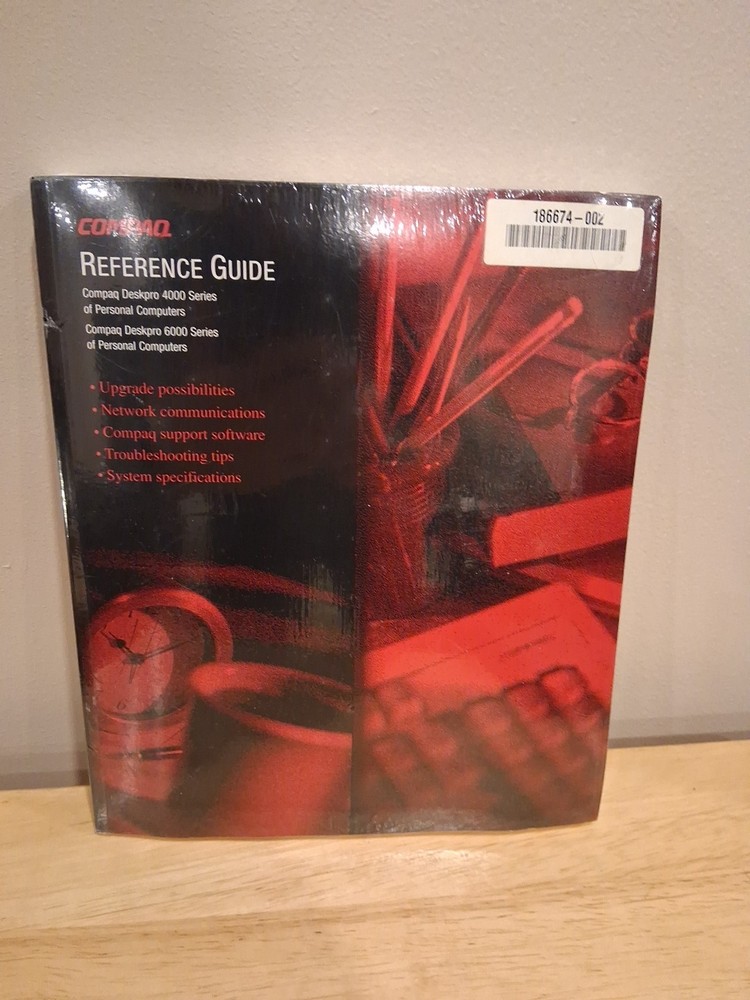 COMPAQ
186674-002
REFERENCE GUIDE
Compaq Deskpro 4000 Series
of Personal Computers
Compaq Deskpro 6000 Series
of Personal Computers
• Upgrade possibilities
• Network communications
• Compaq support software
• Troubleshooting tips
• System specifications